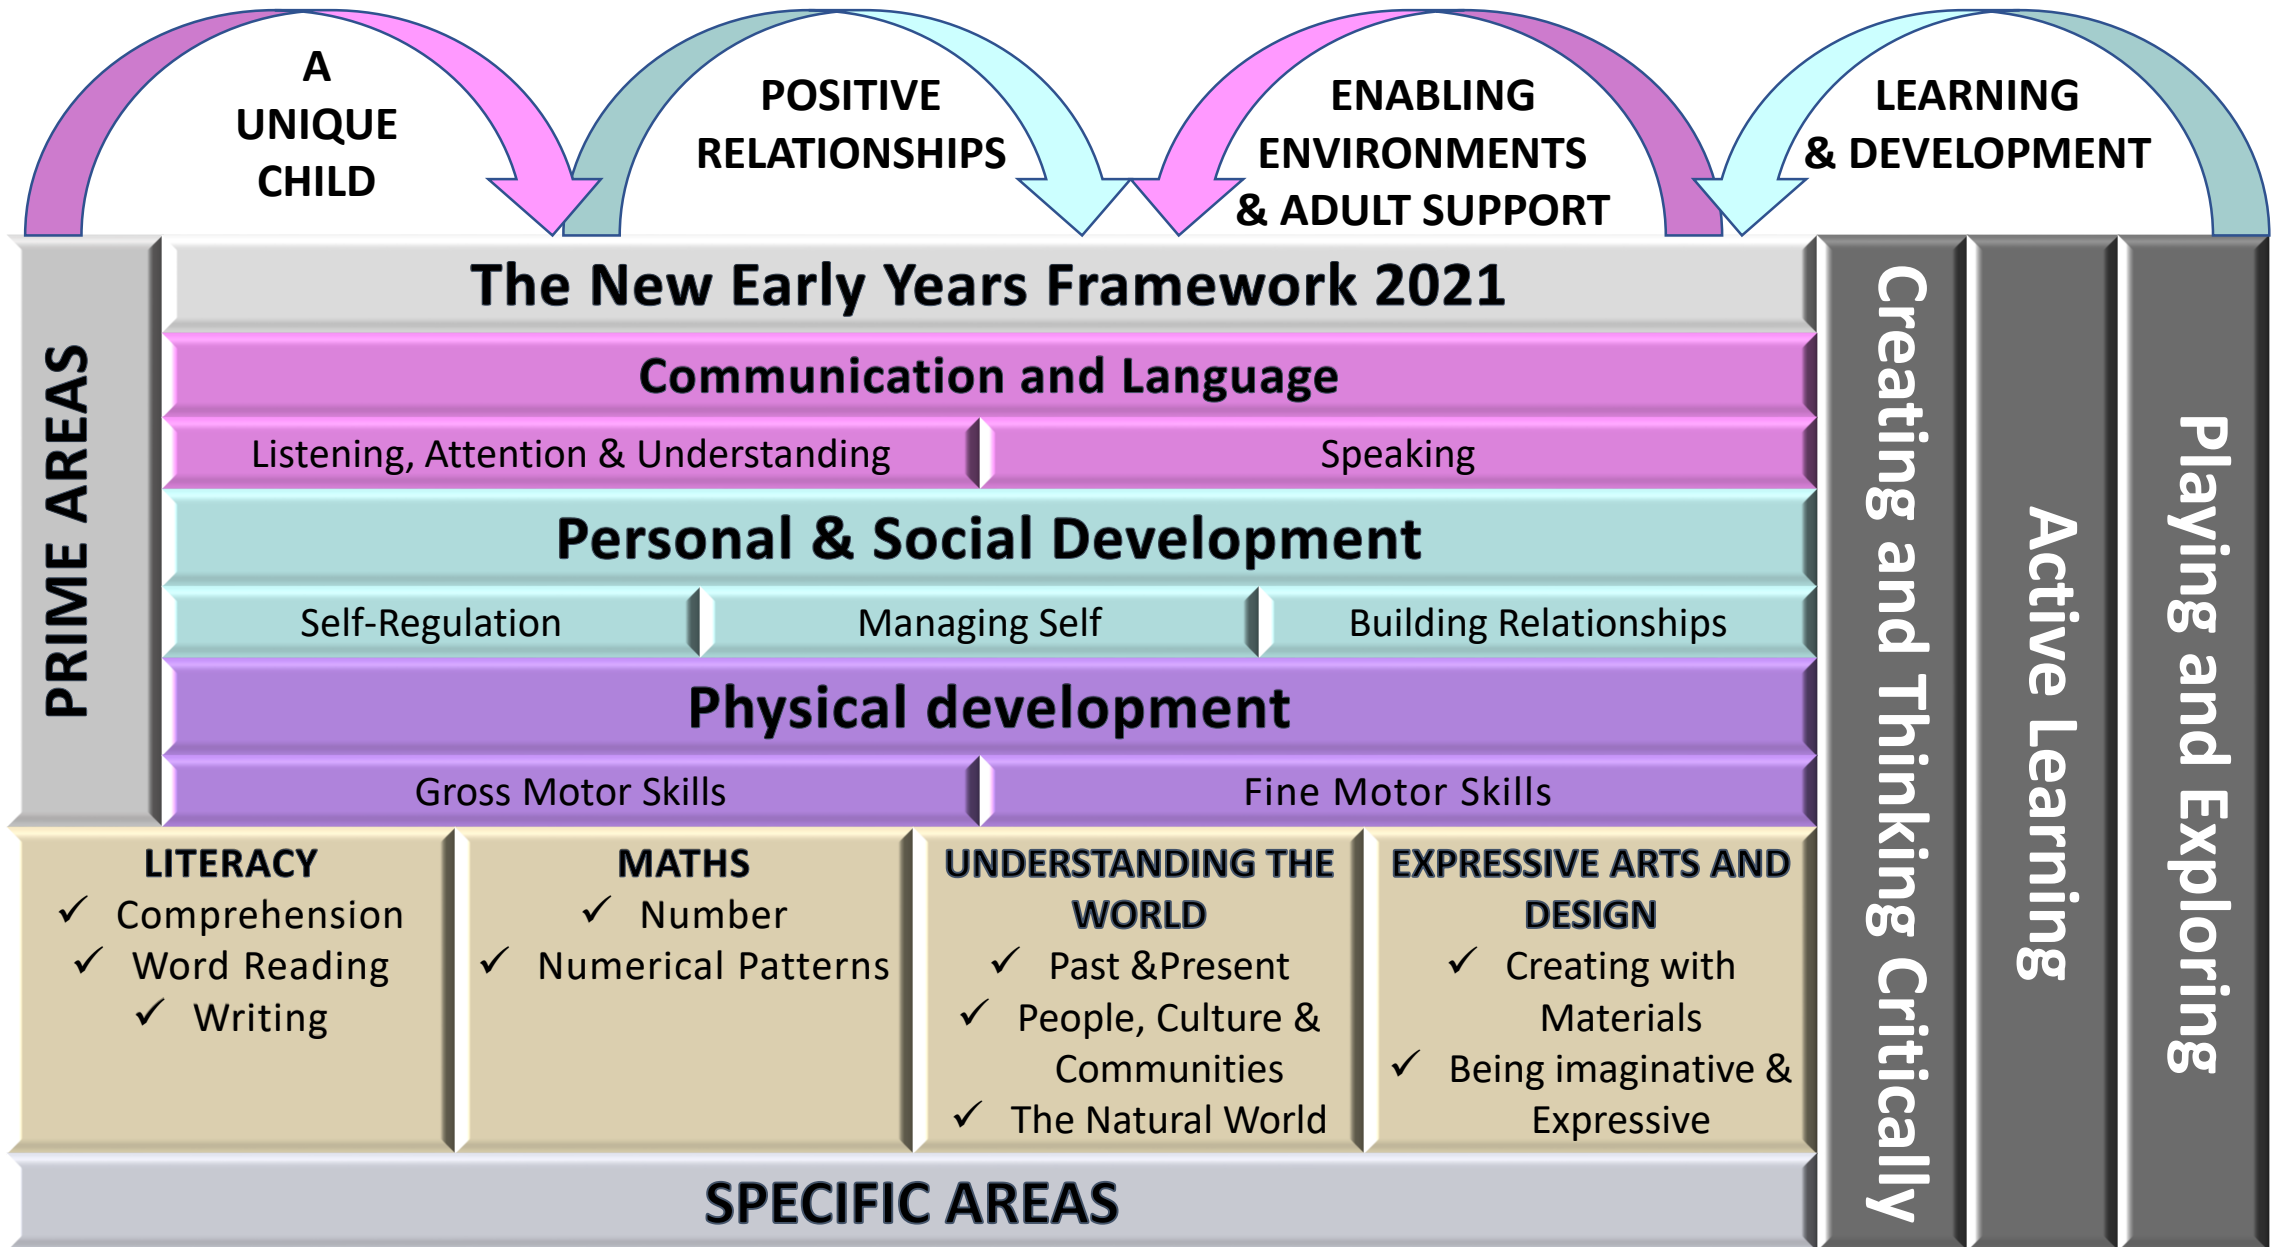 A
UNIQUE
CHILD
POSITIVE
RELATIONSHIPS
ENABLING
ENVIRONMENTS
& ADULT SUPPORT
LEARNING
& DEVELOPMENT
PRIME AREAS
The New Early Years Framework 2021
Communication and Language
Listening, Attention & Understanding
Speaking
Personal & Social Development
Self-Regulation
Managing Self
Building Relationships
Physical development
Gross Motor Skills
Fine Motor Skills
LITERACY
✓ Comprehension
✓ Word Reading
✓ Writing
MATHS
✓ Number
✓ Numerical Patterns
UNDERSTANDING THE
WORLD
✓ Past &Present
✓ People, Culture &
Communities
✓ The Natural World
EXPRESSIVE ARTS AND
DESIGN
✓ Creating with
Materials
✓ Being imaginative &
Expressive
SPECIFIC AREAS
Creating and Thinking Critically
Active Learning
Playing and Exploring